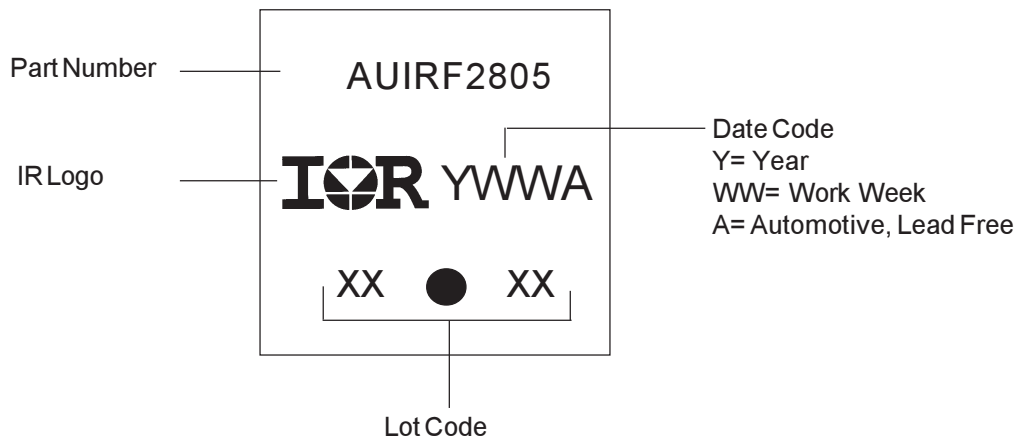 Part Number
AUIRF2805
IR Logo
IOR YWWA
Date Code
Y= Year
WW= Work Week
A= Automotive, Lead Free
XX XX
Lot Code